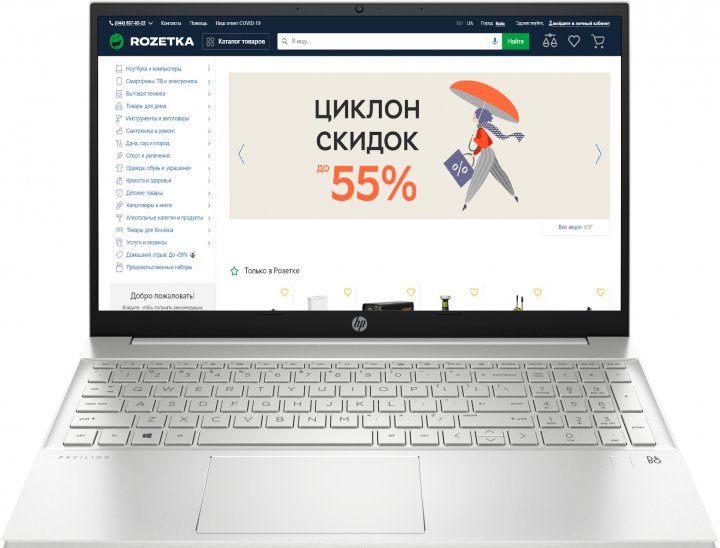 (044) 537-02-22 Контакты Помощь Наш ответ COVID-19 RU UA Город Киев Здравствуйте, войдите в личный кабинет
ROZETKA Каталог товаров Я ищу... Найти
Ноутбуки и компьютеры
Смартфоны, ТВ и электроника
Бытовая техника
Товары для дома
Инструменты и автотовары
Сантехника и ремонт
Дача, сад и огород
Спорт и увлечения
Одежда, обувь и украшения
Красота и здоровье
Детские товары
Канцтовары и книги
Алкогольные напитки и продукты
Товары для бизнеса
Услуги и сервисы
Домашний отрыв: До -50%
Продовольственные наборы
ЦИКЛОН
СКИДОК
ДО 55%
Все акции 637
Только в Розетке
Добро пожаловать!
Войдите, чтобы получать рекомендации,
hp
Q W E R T Y U I O P
A S D F G H J K L
Z X C V B N M
PAVILION
B&O